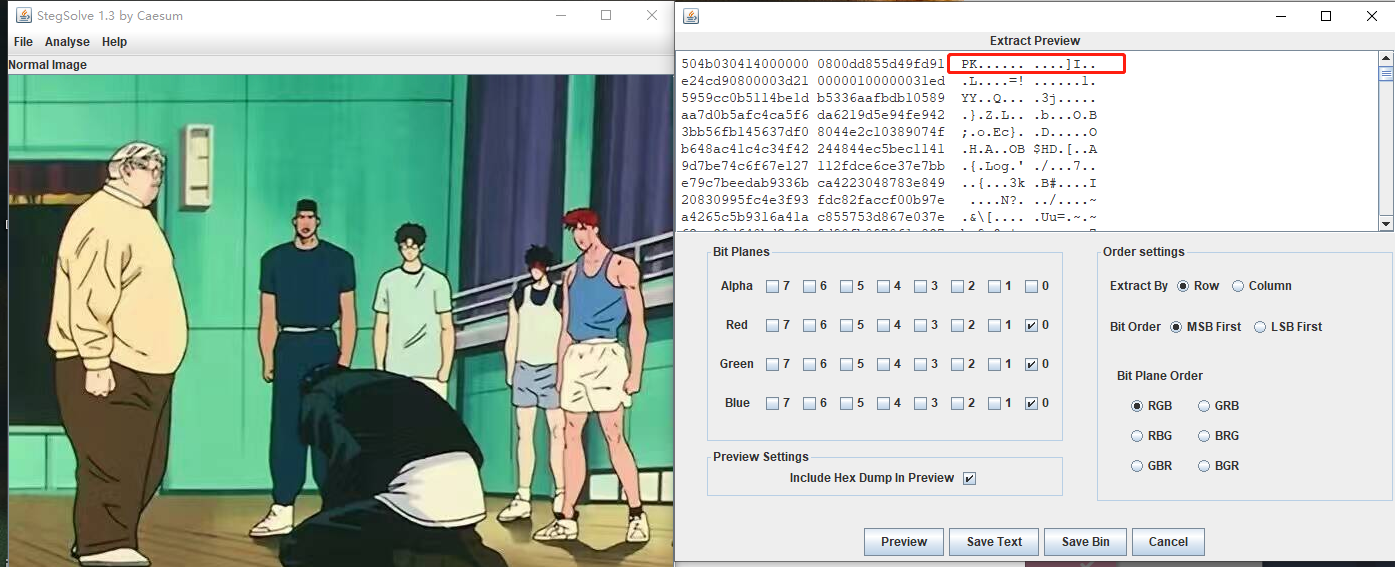 StegSolve 1.3 by Caesum
File Analyse Help
Normal Image
Extract Preview
504b030414000000 0800dd855d49fd91 PK...... ....]I..
e24cd90800003d21 00000100000031ed .L....=! ......1.
5959cc0b5114be1d b5336aafbdb10589 YY..Q... .3j.....
aa7d0b5afc4ca5f6 da6219d5e94fe942 .}.Z.L.. .b...O.B
3bb56fb145637df0 8044e2c10389074f ;.o.Ec}. .D.....O
b648ac41c4c34f42 244844ec5bec1141 .H.A..OB $HD.[..A
9d7be74c6f67e127 112fdce6ce37e7bb .{.Log.' ./...7..
e79c7beedab9336b ca4223048783e849 ..{...3k .B#....I
20830995fc4e3f93 fdc82faccf00b97e ....N?. ../....~
a4265c5b9316a41a c855753d867e037e .&\[.... .Uu=.~.~
Bit Planes
Alpha 7 6 5 4 3 2 1 0
Red 7 6 5 4 3 2 1 0
Green 7 6 5 4 3 2 1 0
Blue 7 6 5 4 3 2 1 0
Preview Settings
Include Hex Dump In Preview
Order settings
Extract By Row Column
Bit Order MSB First LSB First
Bit Plane Order
RGB GRB
RBG BRG
GBR BGR
Preview Save Text Save Bin Cancel